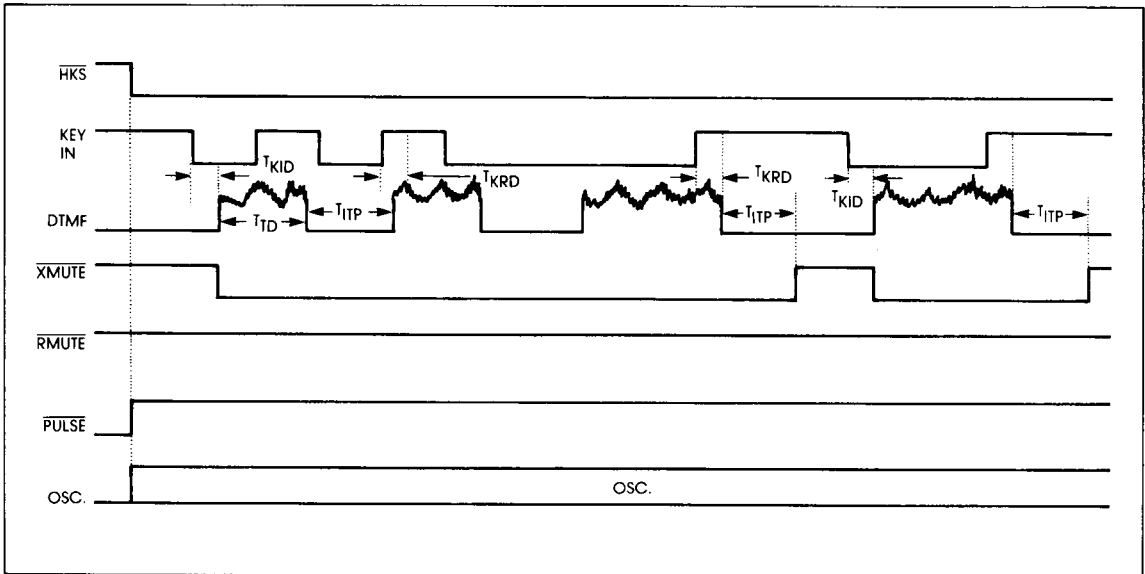 HKS
KEY
IN
TKID
TKRD
TKRD
TKID
DTMF
TTD
TITP
TITP
TITP
XMUTE
RMUTE
PULSE
OSC.
OSC.